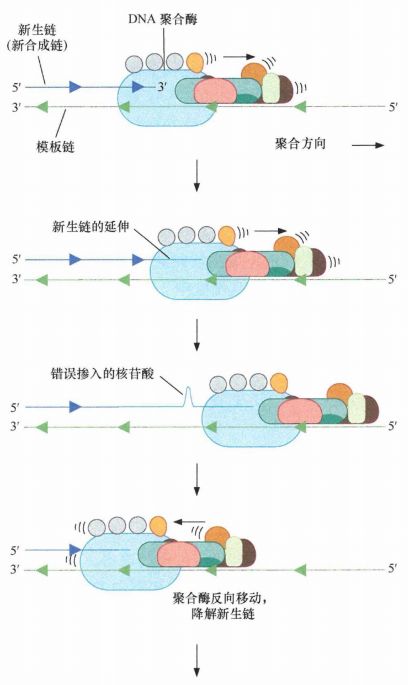 新生链
(新合成链)
DNA 聚合酶
5′
3′
3′
5′
模板链
聚合方向
新生链的延伸
5′
3′
5′
错误掺入的核苷酸
5′
3′
5′
5′
3′
5′
聚合酶反向移动，
降解新生链